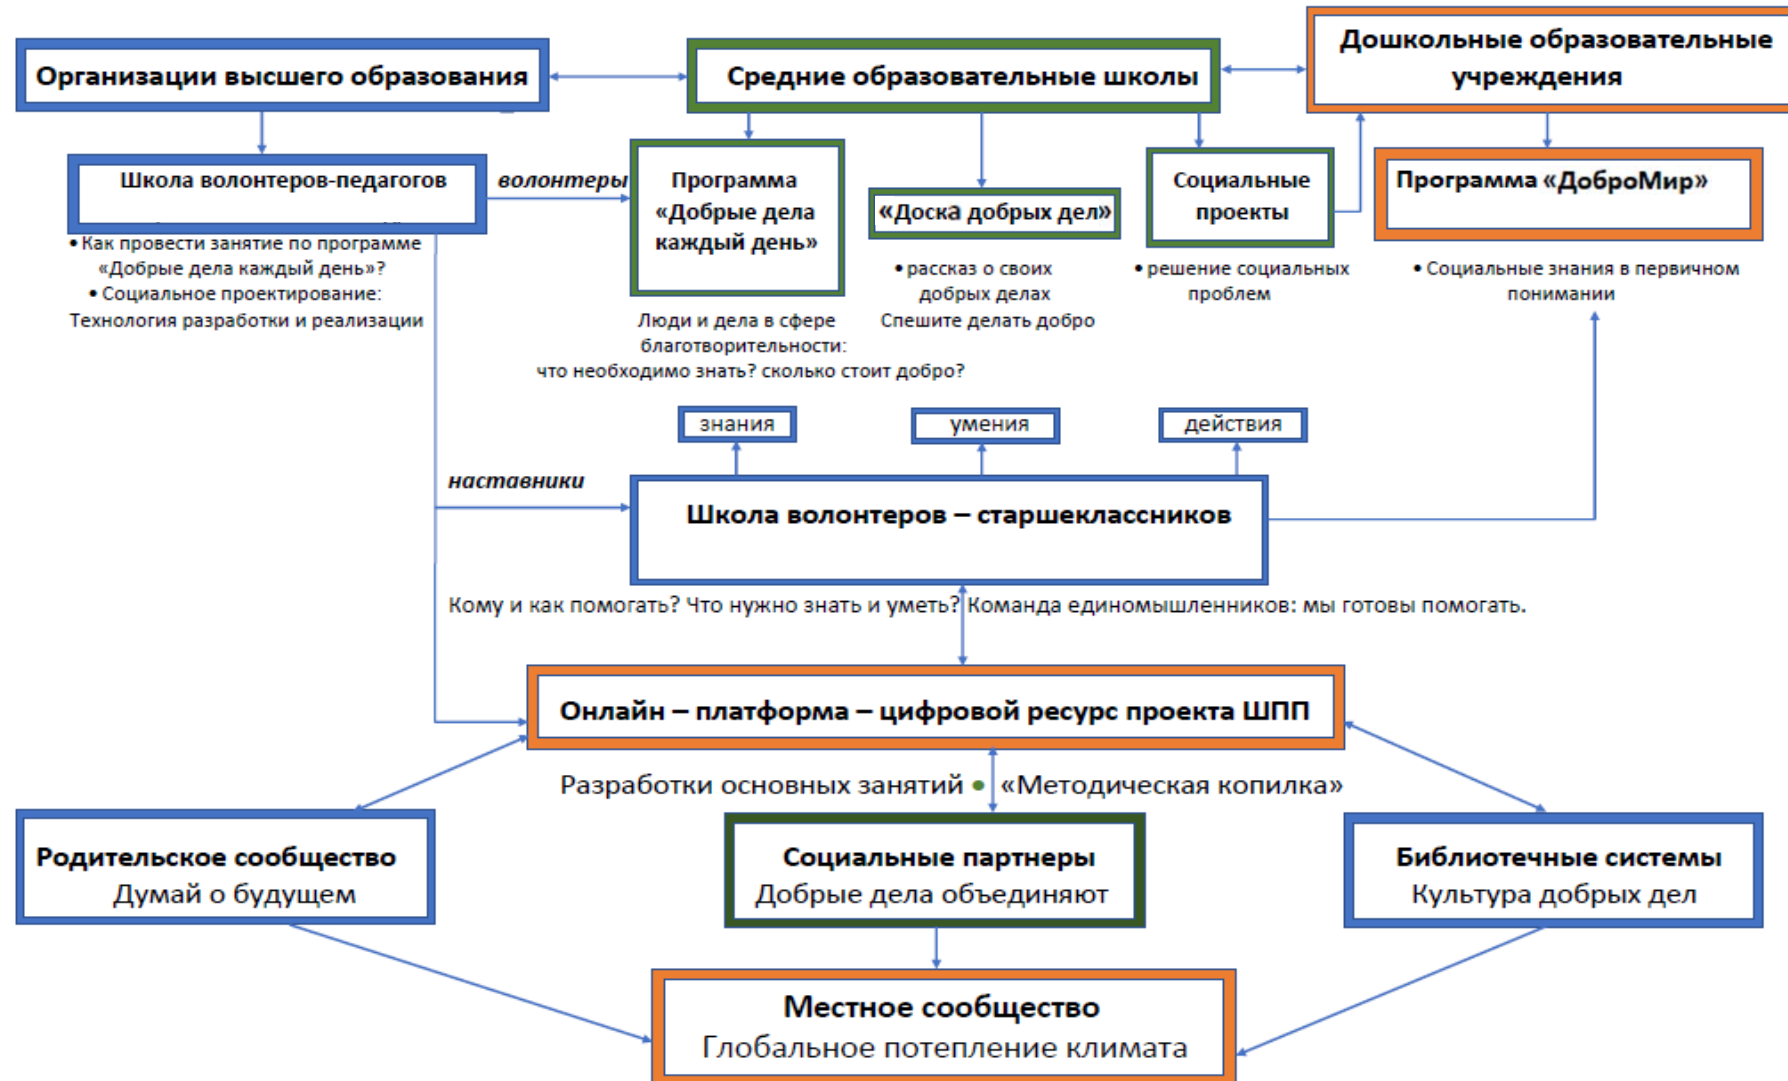 Организации высшего образования
Средние образовательные школы
Дошкольные образовательные
учреждения
Школа волонтеров-педагогов
волонтеры
Программа
«Добрые дела
каждый день»
«Доска добрых дел»
Социальные
проекты
Программа «ДоброМир»
• Как провести занятие по программе
«Добрые дела каждый день»?
• Социальное проектирование:
Технология разработки и реализации
Люди и дела в сфере
благотворительности:
что необходимо знать? сколько стоит добро?
• рассказ о своих
добрых делах
Спешите делать добро
• решение социальных
проблем
• Социальные знания в первичном
понимании
знания
умения
действия
наставники
Школа волонтеров – старшеклассников
Кому и как помогать? Что нужно знать и уметь? Команда единомышленников: мы готовы помогать.
Онлайн – платформа – цифровой ресурс проекта ШПП
Разработки основных занятий • «Методическая копилка»
Родительское сообщество
Думай о будущем
Социальные партнеры
Добрые дела объединяют
Библиотечные системы
Культура добрых дел
Местное сообщество
Глобальное потепление климата